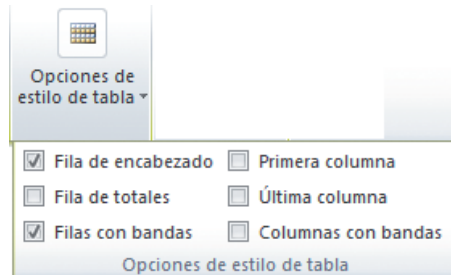 Opciones de
estilo de tabla
Fila de encabezado Primera columna
Fila de totales Última columna
Filas con bandas Columnas con bandas
Opciones de estilo de tabla